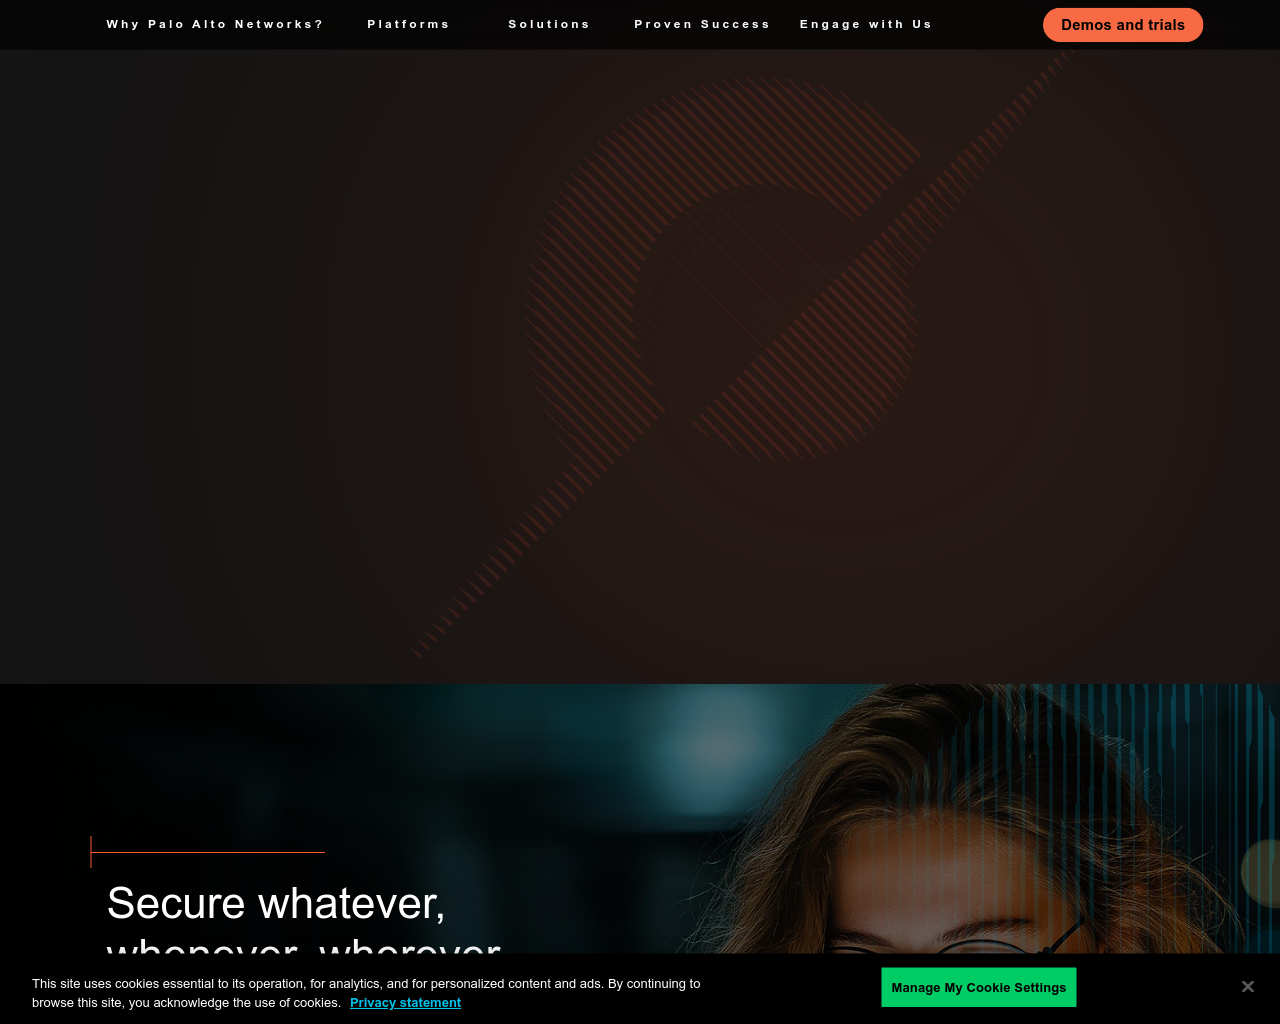 Why Palo Alto Networks?
Platforms
Solutions
Proven Success
Engage with Us
Demos and trials
Secure whatever,
whenever, wherever
This site uses cookies essential to its operation, for analytics, and for personalized content and ads. By continuing to
browse this site, you acknowledge the use of cookies. Privacy statement
Manage My Cookie Settings